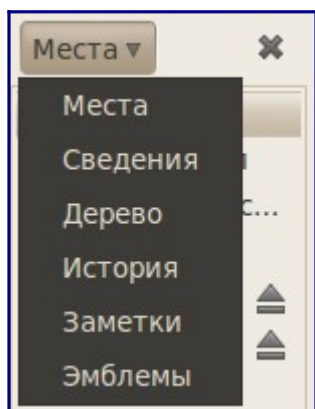 Места
Места
Сведения
Дерево
с...
История
Заметки
Эмблемы